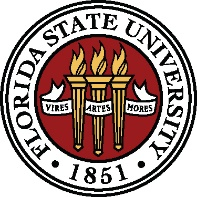 FLORIDA STATE UNIVERSITY
VIRES ARTES MORES
• 1851 •